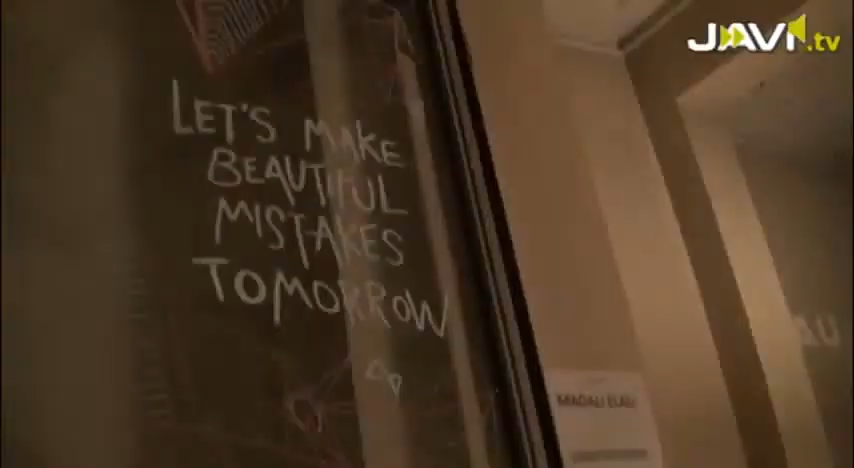 JAVI.tv
LET'S MAKE
BEAUTIFUL
MISTAKES
TOMORROW